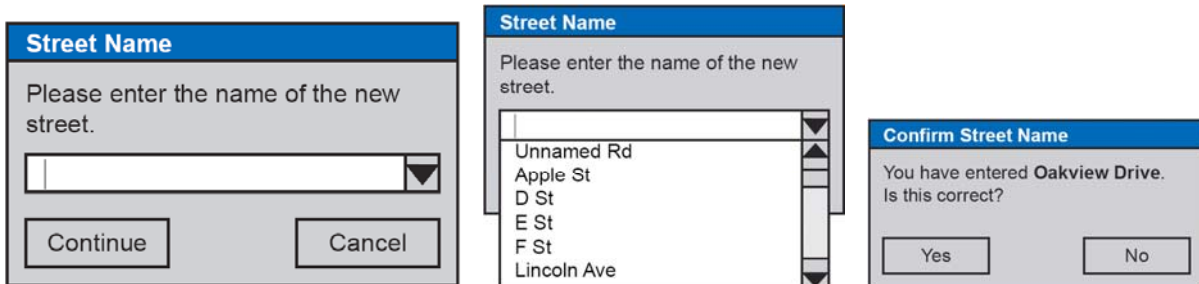 Street Name
Please enter the name of the new
street.
Continue
Cancel
Street Name
Please enter the name of the new
street.
Unnamed Rd
Apple St
D St
E St
F St
Lincoln Ave
Confirm Street Name
You have entered Oakview Drive.
Is this correct?
Yes
No